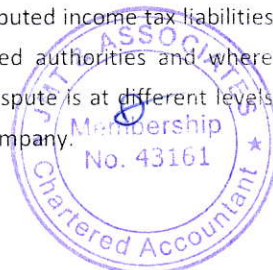 puted income tax liabilities
ed authorities and where
spute is at different levels
mpany.
ASSOCIATES
Membership
No. 43161
Chartered Accountant